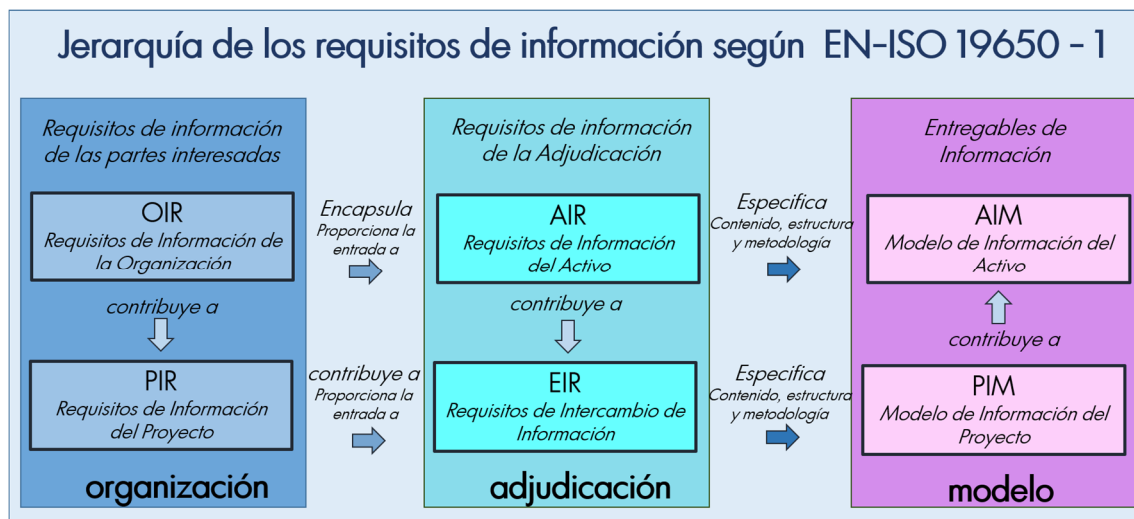 Jerarquía de los requisitos de información según EN-ISO 19650 - 1
Requisitos de información
de las partes interesadas
OIR
Requisitos de Información de
la Organización
contribuye a
PIR
Requisitos de Información
del Proyecto
organización
Encapsula
Proporciona la
entrada a
contribuye a
Proporciona la
entrada a
Requisitos de información
de la Adjudicación
AIR
Requisitos de Información
del Activo
contribuye a
EIR
Requisitos de Intercambio de
Información
adjudicación
Especifica
Contenido, estructura
y metodología
Especifica
Contenido, estructura
y metodología
Entregables de
Información
AIM
Modelo de Información del
Activo
contribuye a
PIM
Modelo de Información del
Proyecto
modelo